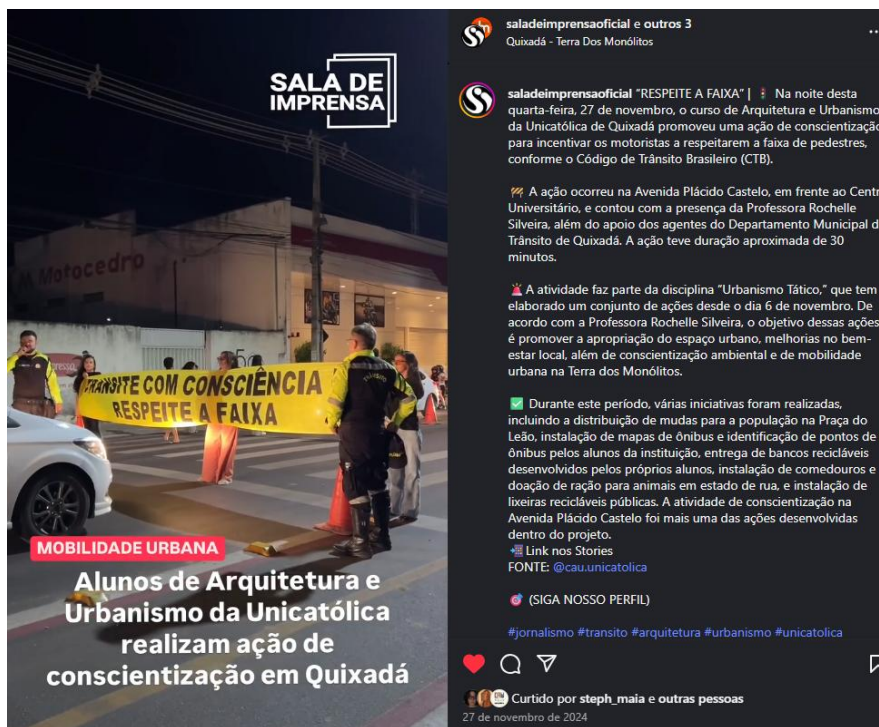 SALA DE
IMPRENSA
Motocedro
TRANSITE COM CONSCIÊNCIA
RESPEITE A FAIXA
TRÂNSITO
MOBILIDADE URBANA
Alunos de Arquitetura e
Urbanismo da Unicatólica
realizam ação de
conscientização em Quixadá
saladeimprensaoficial e outros 3
Quixadá - Terra Dos Monólitos
saladeimprensaoficial "RESPEITE A FAIXA" | 🚦 Na noite desta
quarta-feira, 27 de novembro, o curso de Arquitetura e Urbanismo
da Unicatólica de Quixadá promoveu uma ação de conscientizaçã
para incentivar os motoristas a respeitarem a faixa de pedestres,
conforme o Código de Trânsito Brasileiro (CTB).
🚧 A ação ocorreu na Avenida Plácido Castelo, em frente ao Centr
Universitário, e contou com a presença da Professora Rochelle
Silveira, além do apoio dos agentes do Departamento Municipal d
Trânsito de Quixadá. A ação teve duração aproximada de 30
minutos.
🚨 A atividade faz parte da disciplina "Urbanismo Tático," que tem
elaborado um conjunto de ações desde o dia 6 de novembro. De
acordo com a Professora Rochelle Silveira, o objetivo dessas ações
é promover a apropriação do espaço urbano, melhorias no bem-
estar local, além de conscientização ambiental e de mobilidade
urbana na Terra dos Monólitos.
✅ Durante este período, várias iniciativas foram realizadas,
incluindo a distribuição de mudas para a população na Praça do
Leão, instalação de mapas de ônibus e identificação de pontos de
ônibus pelos alunos da instituição, entrega de bancos recicláveis
desenvolvidos pelos próprios alunos, instalação de comedouros e
doação de ração para animais em estado de rua, e instalação de
lixeiras recicláveis públicas. A atividade de conscientização na
Avenida Plácido Castelo foi mais uma das ações desenvolvidas
dentro do projeto.
📲 Link nos Stories
FONTE: @cau.unicatolica
🎯 (SIGA NOSSO PERFIL)
#jornalismo #transito #arquitetura #urbanismo #unicatolica
Curtido por steph_maia e outras pessoas
27 de novembro de 2024